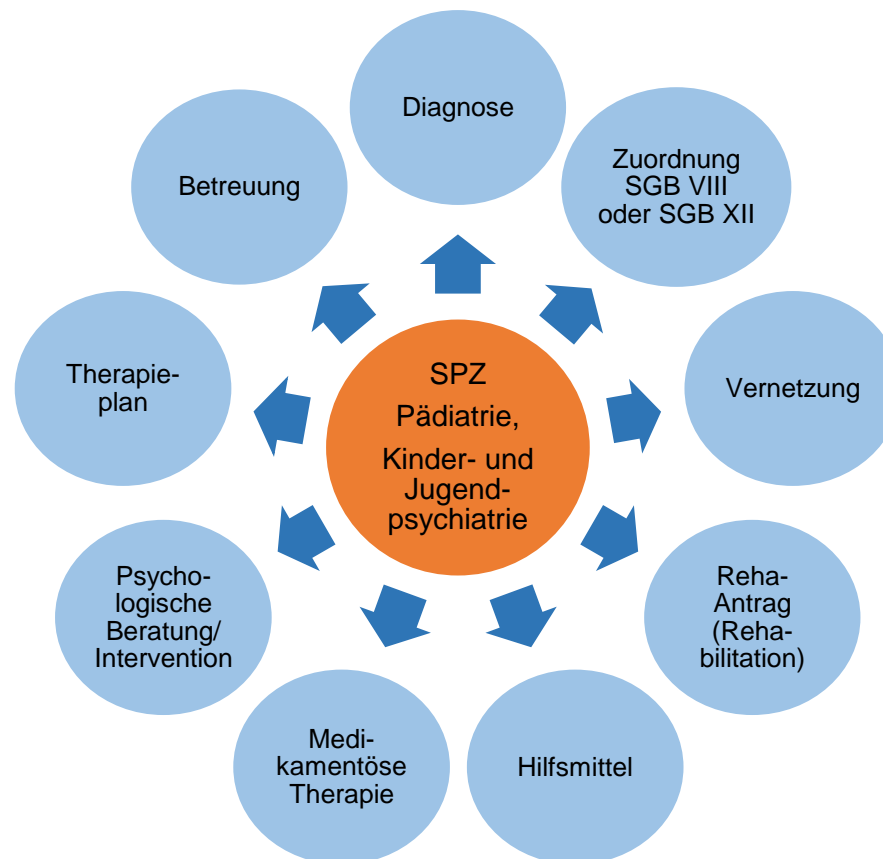 Diagnose
Zuordnung
SGB VIII
oder SGB XII
Vernetzung
Reha-
Antrag
(Reha-
bilitation)
Hilfsmittel
Medi-
kamentöse
Therapie
Psycho-
logische
Beratung/
Intervention
Therapie-
plan
Betreuung
SPZ
Pädiatrie,
Kinder- und
Jugend-
psychiatrie